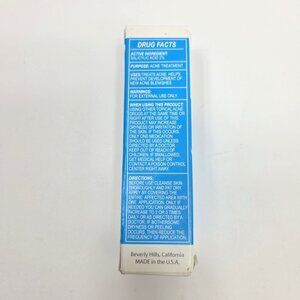 DRUG FACTS
ACTIVE INGREDIENT:
SALICYLIC ACID 2%
PURPOSE: ACNE TREATMENT
USES:TREATS ACNE, HELPS
PREVENT DEVELOPMENT OF
NEW ACNE BLEMISHES
WARNINGS:
FOR EXTERNAL USE ONLY.
WHEN USING THIS PRODUCT:
USING OTHER TOPICAL ACNE
DRUGS AT THE SAME TIME OR
RIGHT AFTER USE OF THIS
PRODUCT MAY INCREASE
DRYNESS OR IRRITATION OF
THE SKIN. IF THIS OCCURS,
ONLY ONE MEDICATION
SHOULD BE USED UNLESS
DIRECTED BY A DOCTOR
KEEP OUT OF REACH OF
CHILDREN. IF SWALLOWED,
GET MEDICAL HELP OR
CONTACT A POISON CONTROL
CENTER RIGHT AWAY.
DIRECTIONS:
BEFORE USE CLEANSE SKIN
THOROUGHLY AND PAT DRY.
APPLY BY COVERING THE
ENTIRE AFFECTED AREA WITH
ONE APPLICATION. ONLY IF
NEEDED YOU CAN GRADUALLY
INCREASE TO 2 OR 3 TIMES
DAILY OR AS DIRECTED BY A
DOCTOR. IF BOTHERSOME
DRYNESS OR PEELING
OCCURS, THEN REDUCE THE
FREQUENCY OF APPLICATION.
Beverly Hills, California
MADE in the U.S.A.